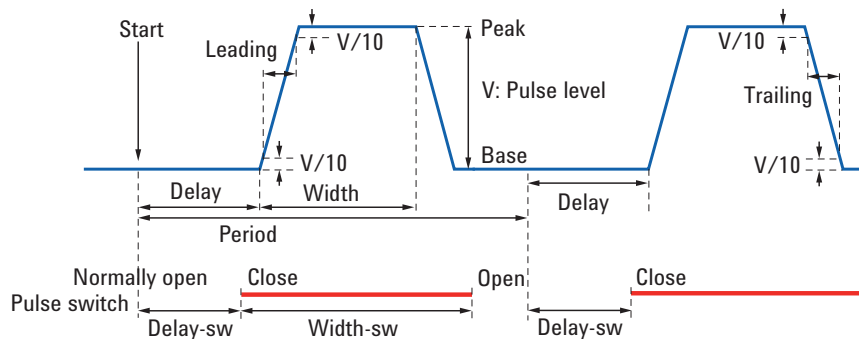 Start
Leading
V/10
Peak
V/10
V: Pulse level
Trailing
V/10
Base
V/10
Delay
Width
Delay
Period
Normally open
Close
Open
Close
Pulse switch
Delay-sw
Width-sw
Delay-sw